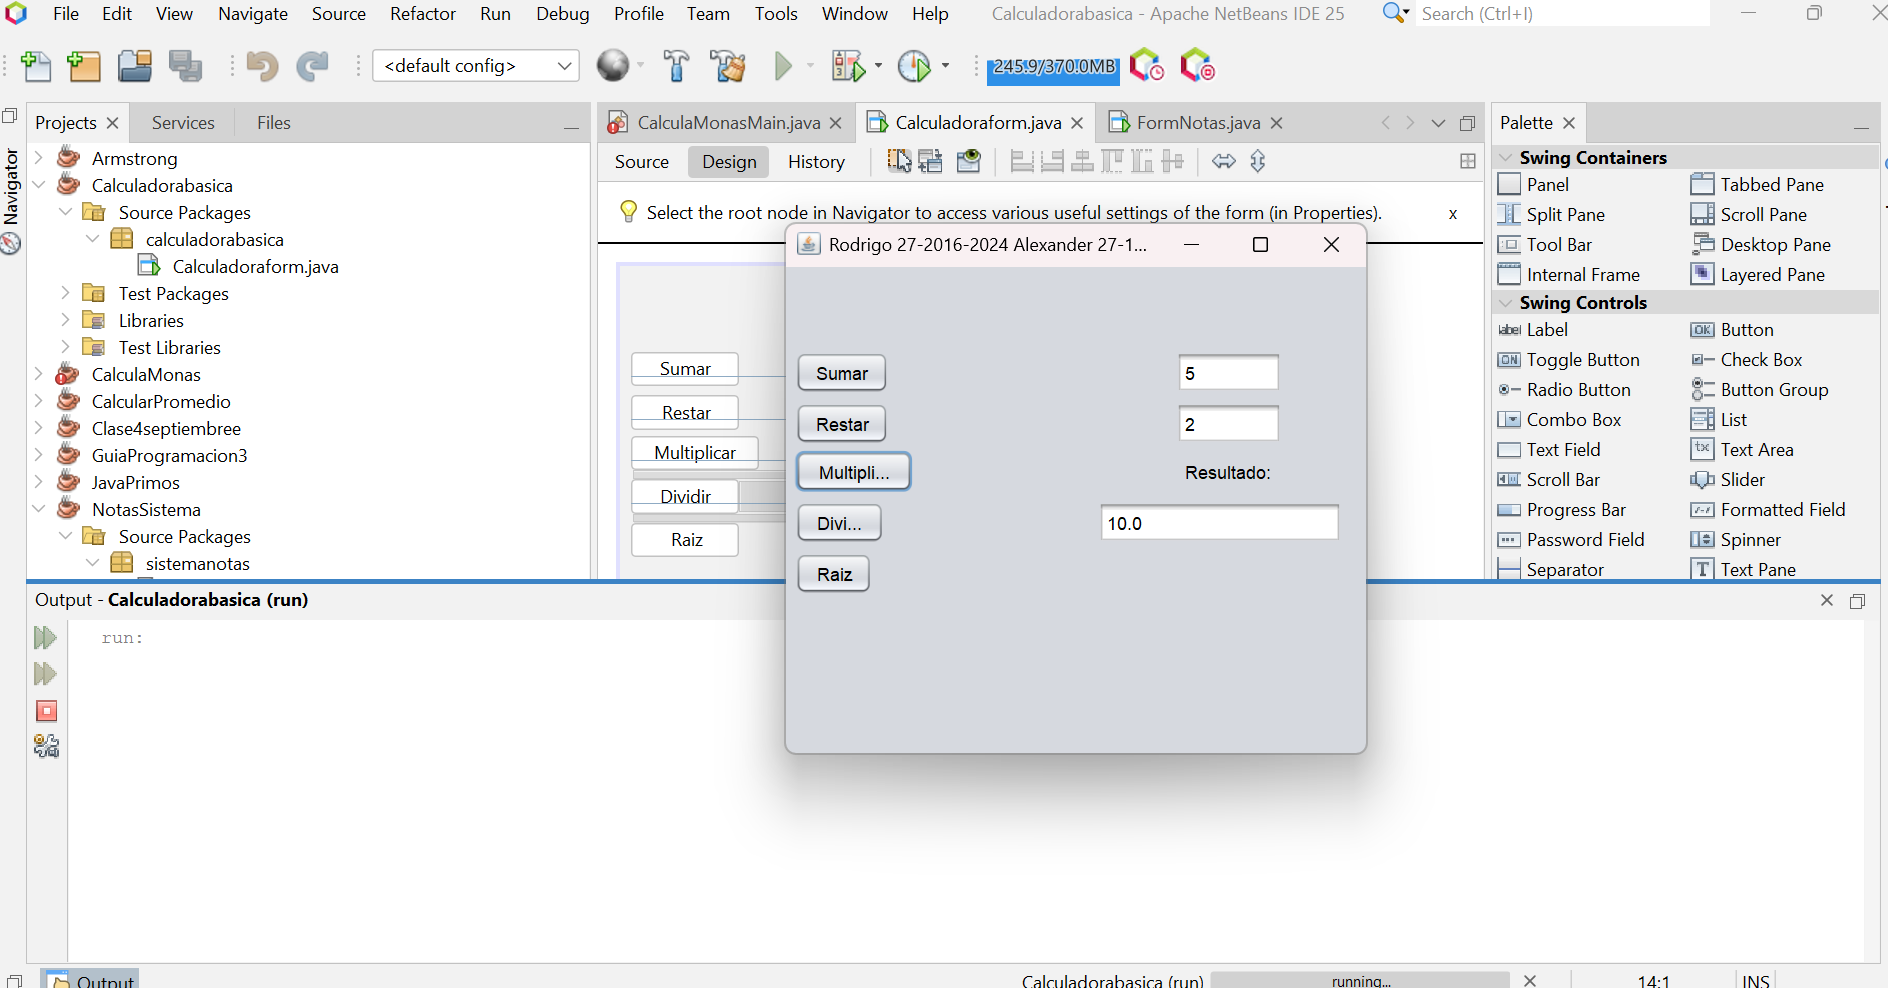 File Edit View Navigate Source Refactor Run Debug Profile Team Tools Window Help Calculadorabasica - Apache NetBeans IDE 25 Search (Ctrl+I)
<default config> 245.9/370.0MB
Projects Services Files CalculaMonasMain.java Calculadoraform.java FormNotas.java Palette
Navigator
Source Design History
Select the root node in Navigator to access various useful settings of the form (in Properties). x
Armstrong
Calculadorabasica
Source Packages
calculadorabasica
Calculadoraform.java
Test Packages
Libraries
Test Libraries
CalculaMonas
CalcularPromedio
Clase4septiembree
GuiaProgramacion3
JavaPrimos
NotasSistema
Source Packages
sistemanotas
Sumar
Restar
Multiplicar
Dividir
Raiz
Rodrigo 27-2016-2024 Alexander 27-1...
Sumar 5
Restar 2
Multipli... Resultado:
Divi... 10.0
Raiz
Swing Containers
Panel Tabbed Pane
Split Pane Scroll Pane
Tool Bar Desktop Pane
Internal Frame Layered Pane
Swing Controls
label Label OK Button
ON Toggle Button Check Box
Radio Button Button Group
Combo Box List
Text Field Text Area
Scroll Bar Slider
Progress Bar Formatted Field
Password Field Spinner
Separator T Text Pane
Output - Calculadorabasica (run)
run:
Output Calculadorabasica (run) running... 14:1 INS